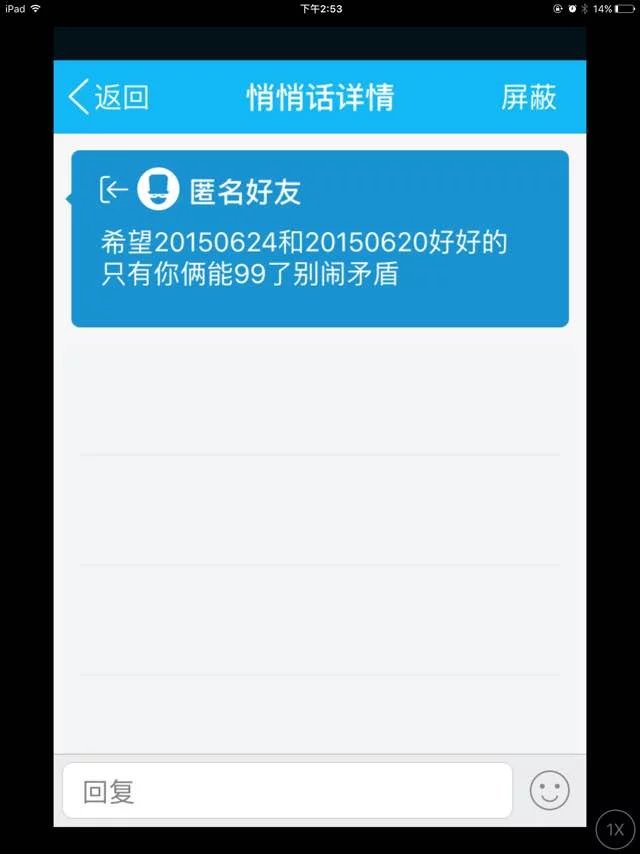 iPad 下午2:53 14%
返回 悄悄话详情 屏蔽
匿名好友
希望20150624和20150620好好的
只有你俩能99了别闹矛盾
回复
1X